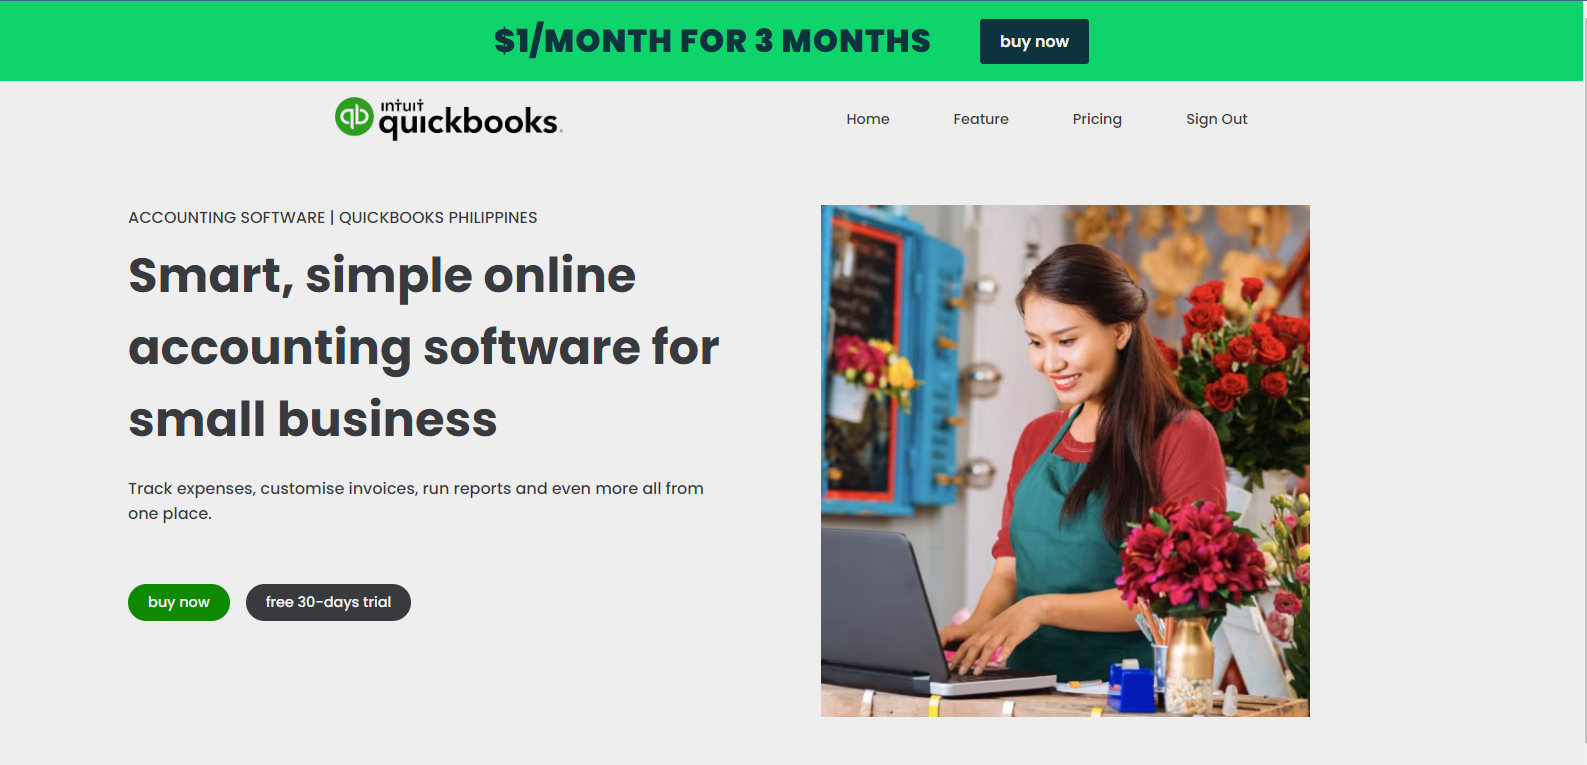 $1/MONTH FOR 3 MONTHS
buy now
ıntuıt
quickbooks.
Home
Feature
Pricing
Sign Out
ACCOUNTING SOFTWARE | QUICKBOOKS PHILIPPINES
Smart, simple online
accounting software for
small business
Track expenses, customise invoices, run reports and even more all from
one place.
buy now
free 30-days trial